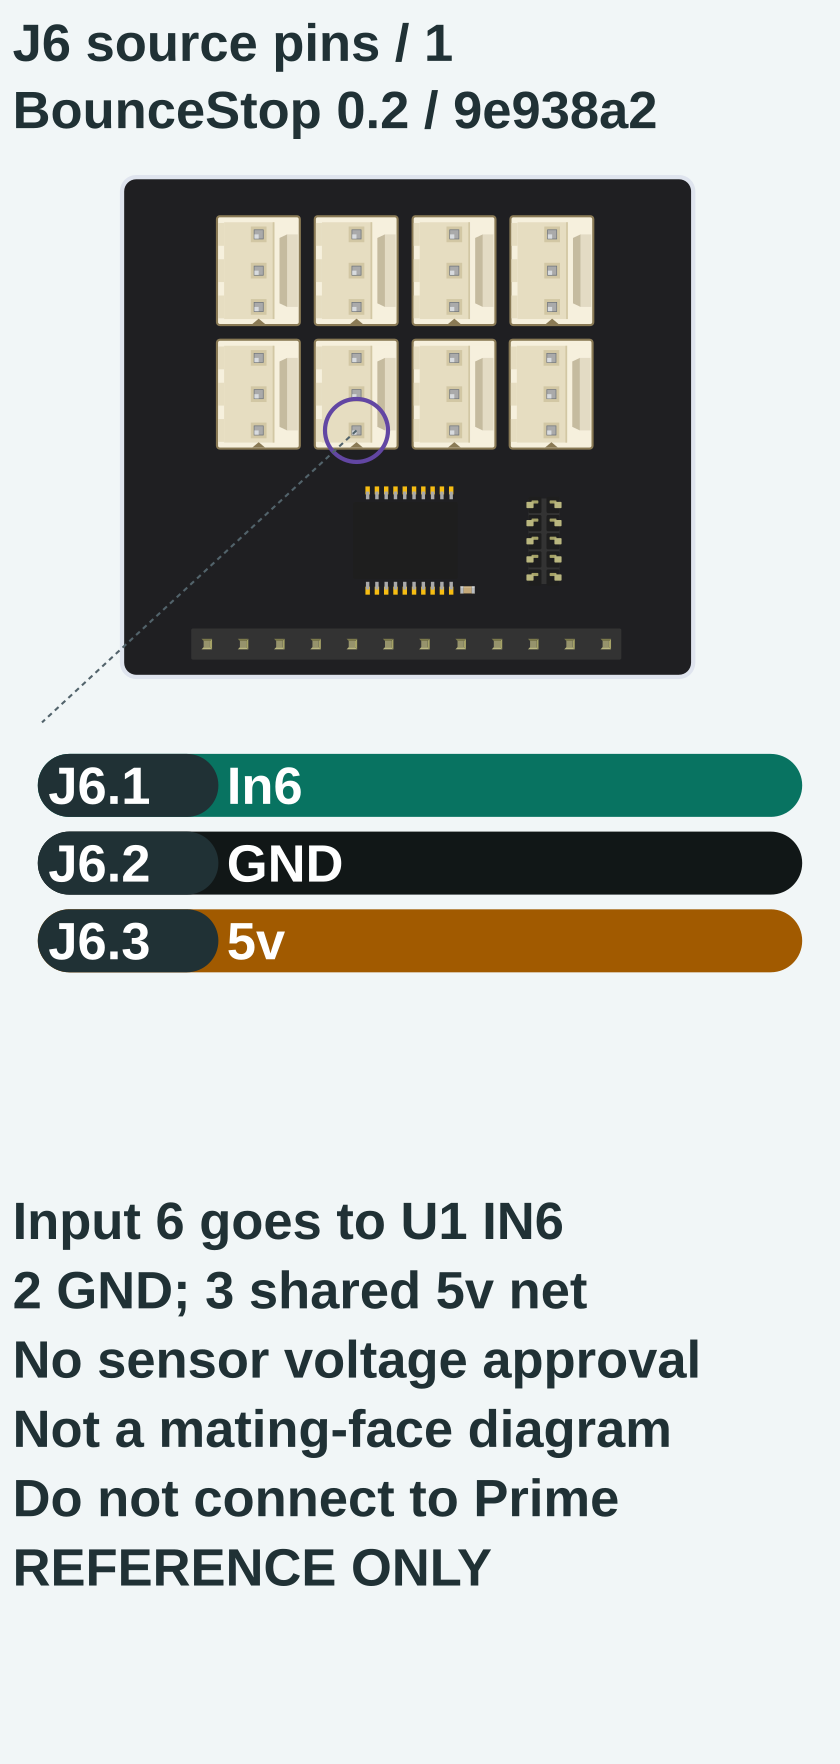 J6 source pins / 1
BounceStop 0.2 / 9e938a2
J6.1 In6
J6.2 GND
J6.3 5v
Input 6 goes to U1 IN6
2 GND; 3 shared 5v net
No sensor voltage approval
Not a mating-face diagram
Do not connect to Prime
REFERENCE ONLY